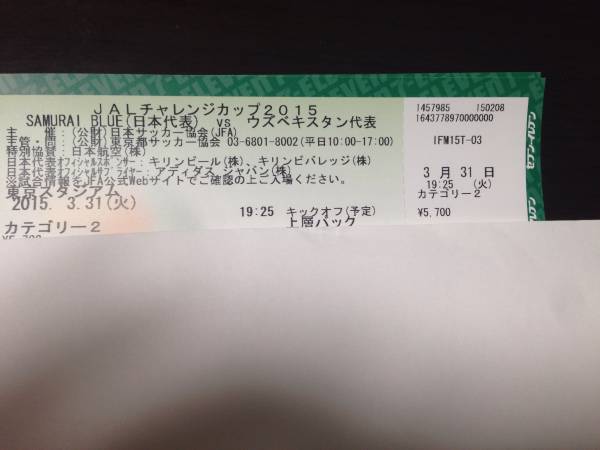 JALチャレンジカップ2015
SAMURAI BLUE(日本代表) vs ウズベキスタン代表
主 催:(公財)日本サッカー協会(JFA)
主管・問:(公財)東京都サッカー協会 03-6801-8002(平日10:00-17:00)
特別協賛:日本航空(株)
日本代表オフィシャルスポンサー:キリンビール(株)、キリンビバレッジ(株)
日本代表オフィシャルサプライヤー:アディダス ジャパン(株)
※試合情報をJFA公式Webサイトでご確認の上ご入場ください。
東京スタジアム
2015. 3.31(火)
19:25 キックオフ(予定)
カテゴリー2
上層バック
¥5,700
1457985 150208
1643778970000000
IFM15T-03
3月31日
19:25 (火)
カテゴリー2
¥5,700
セブン-イレブン